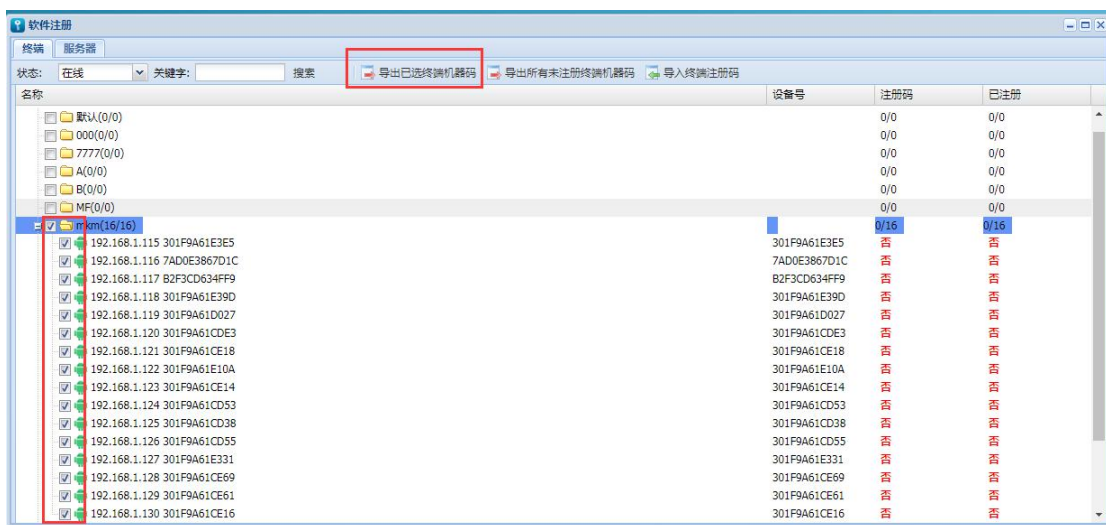 软件注册
终端 服务器
状态: 在线 关键字: 搜索 导出已选终端机器码 导出所有未注册终端机器码 导入终端注册码
名称 设备号 注册码 已注册
默认(0/0) 0/0 0/0
000(0/0) 0/0 0/0
7777(0/0) 0/0 0/0
A(0/0) 0/0 0/0
B(0/0) 0/0 0/0
MF(0/0) 0/0 0/0
mkm(16/16) 0/16 0/16
192.168.1.115 301F9A61E3E5 301F9A61E3E5 否 否
192.168.1.116 7AD0E3867D1C 7AD0E3867D1C 否 否
192.168.1.117 B2F3CD634FF9 B2F3CD634FF9 否 否
192.168.1.118 301F9A61E39D 301F9A61E39D 否 否
192.168.1.119 301F9A61D027 301F9A61D027 否 否
192.168.1.120 301F9A61CDE3 301F9A61CDE3 否 否
192.168.1.121 301F9A61CE18 301F9A61CE18 否 否
192.168.1.122 301F9A61E10A 301F9A61E10A 否 否
192.168.1.123 301F9A61CE14 301F9A61CE14 否 否
192.168.1.124 301F9A61CD53 301F9A61CD53 否 否
192.168.1.125 301F9A61CD38 301F9A61CD38 否 否
192.168.1.126 301F9A61CD55 301F9A61CD55 否 否
192.168.1.127 301F9A61E331 301F9A61E331 否 否
192.168.1.128 301F9A61CE69 301F9A61CE69 否 否
192.168.1.129 301F9A61CE61 301F9A61CE61 否 否
192.168.1.130 301F9A61CE16 301F9A61CE16 否 否